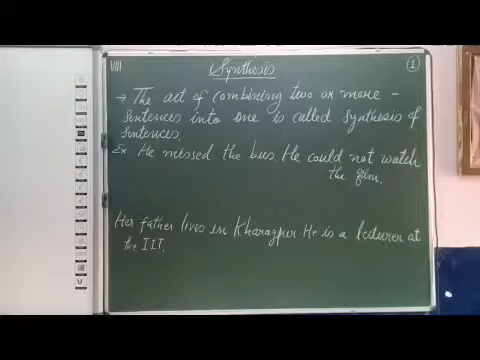 VIII
Synthesis
1
→ The art of combining two or more -
sentences into one is called synthesis of
sentences.
Ex He missed the bus. He could not watch
the film.
Her father lives in Kharagpur He is a lecturer at
the IIT.
U